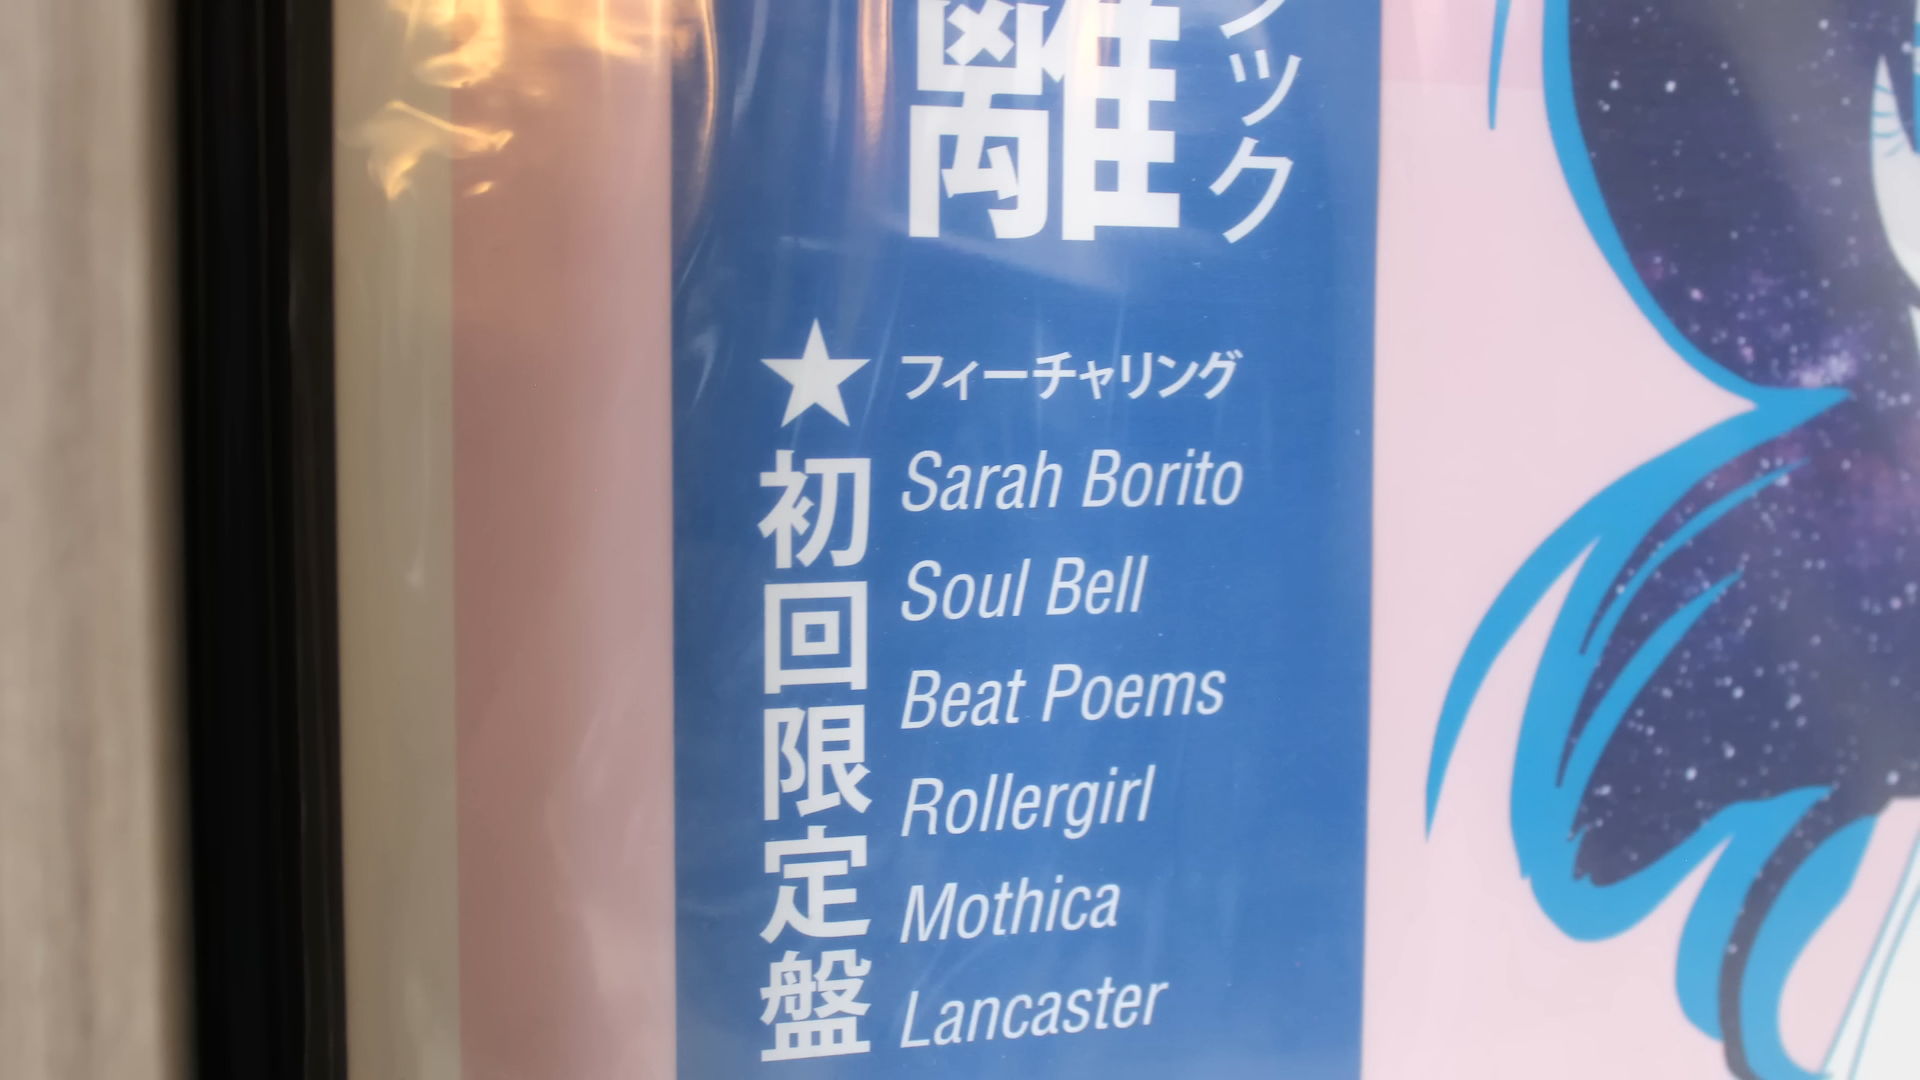 ック
離
フィーチャリング
Sarah Borito
Soul Bell
Beat Poems
Rollergirl
Mothica
Lancaster
★初回限定盤